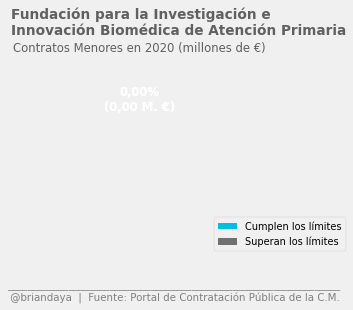 Fundación para la Investigación e
Innovación Biomédica de Atención Primaria
Contratos Menores en 2020 (millones de €)
0,00%
(0,00 M. €)
Cumplen los límites
Superan los límites
@briandaya | Fuente: Portal de Contratación Pública de la C.M.